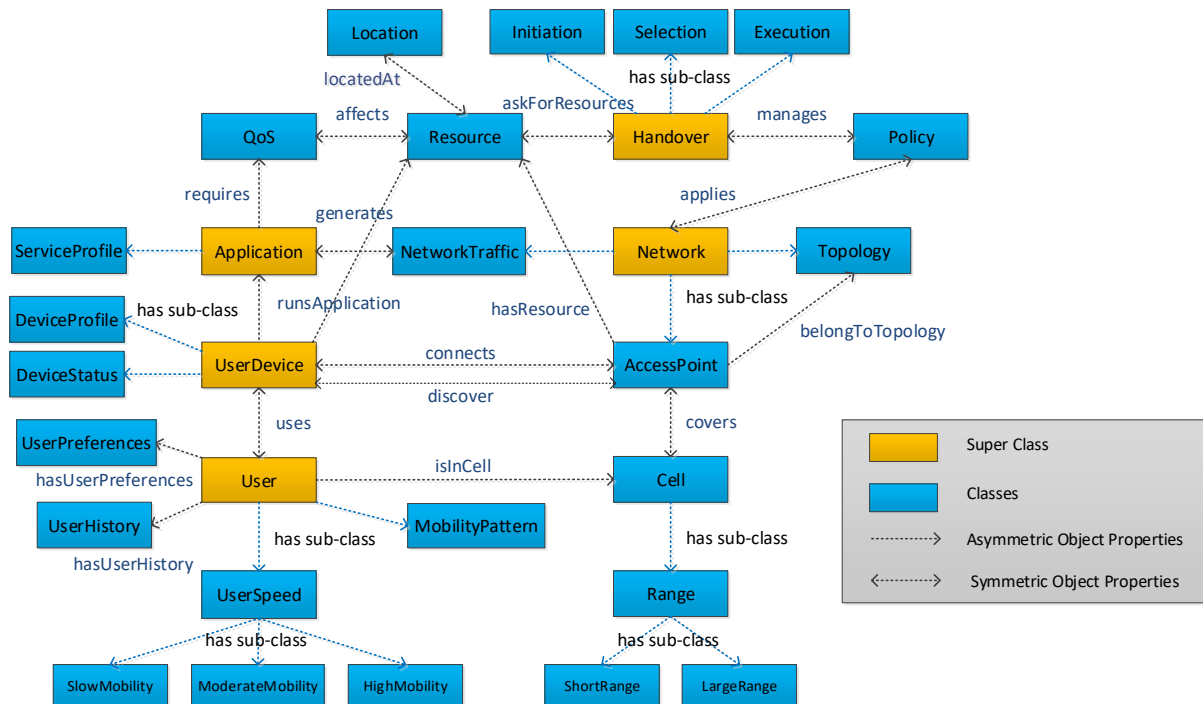 Location
Initiation
Selection
Execution
has sub-class
locatedAt
askForResources
affects
manages
QoS
Resource
Handover
Policy
requires
applies
generates
ServiceProfile
Application
NetworkTraffic
Network
Topology
has sub-class
has sub-class
runsApplication
hasResource
DeviceProfile
belongToTopology
connects
DeviceStatus
UserDevice
AccessPoint
discover
uses
covers
UserPreferences
Super Class
isInCell
hasUserPreferences
User
Cell
Classes
UserHistory
MobilityPattern
has sub-class
has sub-class
Asymmetric Object Properties
hasUserHistory
Symmetric Object Properties
UserSpeed
Range
has sub-class
has sub-class
SlowMobility
ModerateMobility
HighMobility
ShortRange
LargeRange